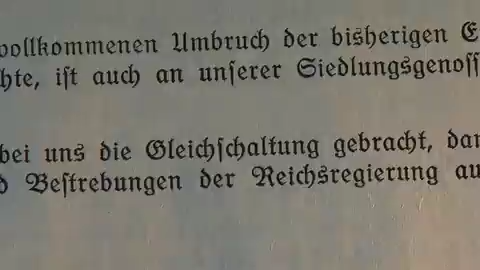 vollkommenen Umbruch der bisherigen
hte, ist auch an unserer Siedlungsgenoss
bei uns die Gleichschaltung gebracht, dar
d Bestrebungen der Reichsregierung au